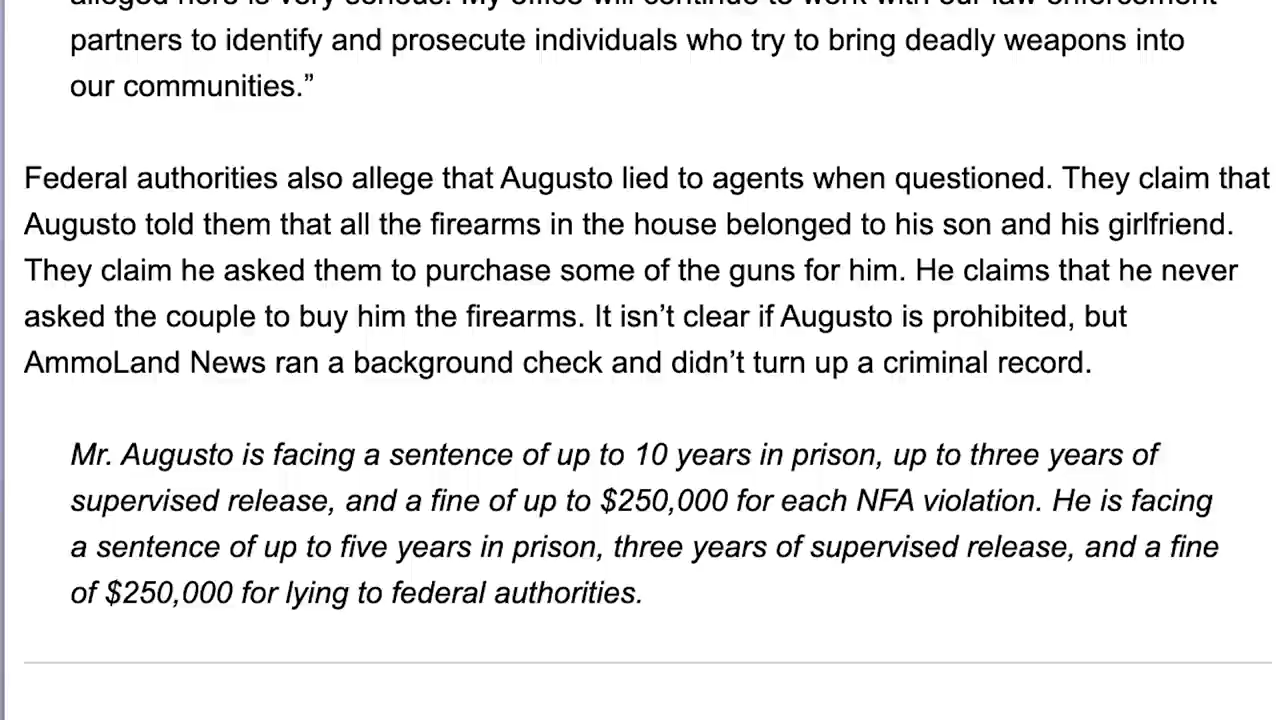 partners to identify and prosecute individuals who try to bring deadly weapons into
our communities.”
Federal authorities also allege that Augusto lied to agents when questioned. They claim that
Augusto told them that all the firearms in the house belonged to his son and his girlfriend.
They claim he asked them to purchase some of the guns for him. He claims that he never
asked the couple to buy him the firearms. It isn’t clear if Augusto is prohibited, but
AmmoLand News ran a background check and didn’t turn up a criminal record.
Mr. Augusto is facing a sentence of up to 10 years in prison, up to three years of
supervised release, and a fine of up to $250,000 for each NFA violation. He is facing
a sentence of up to five years in prison, three years of supervised release, and a fine
of $250,000 for lying to federal authorities.